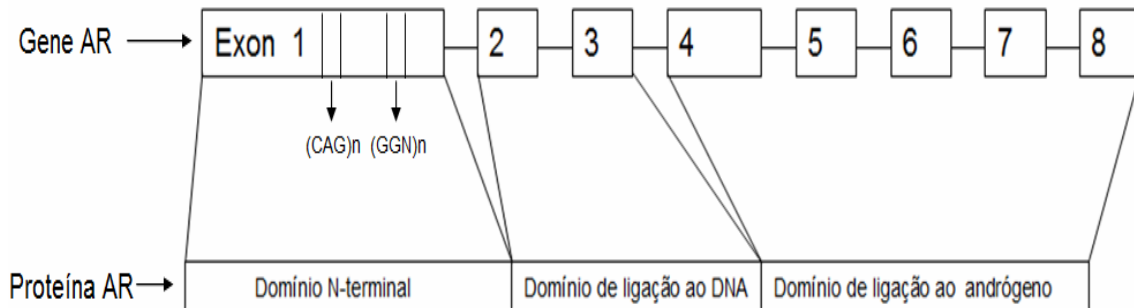 Gene AR
Exon 1 2 3 4 5 6 7 8
(CAG)n (GGN)n
Proteína AR
Domínio N-terminal Domínio de ligação ao DNA Domínio de ligação ao andrógeno